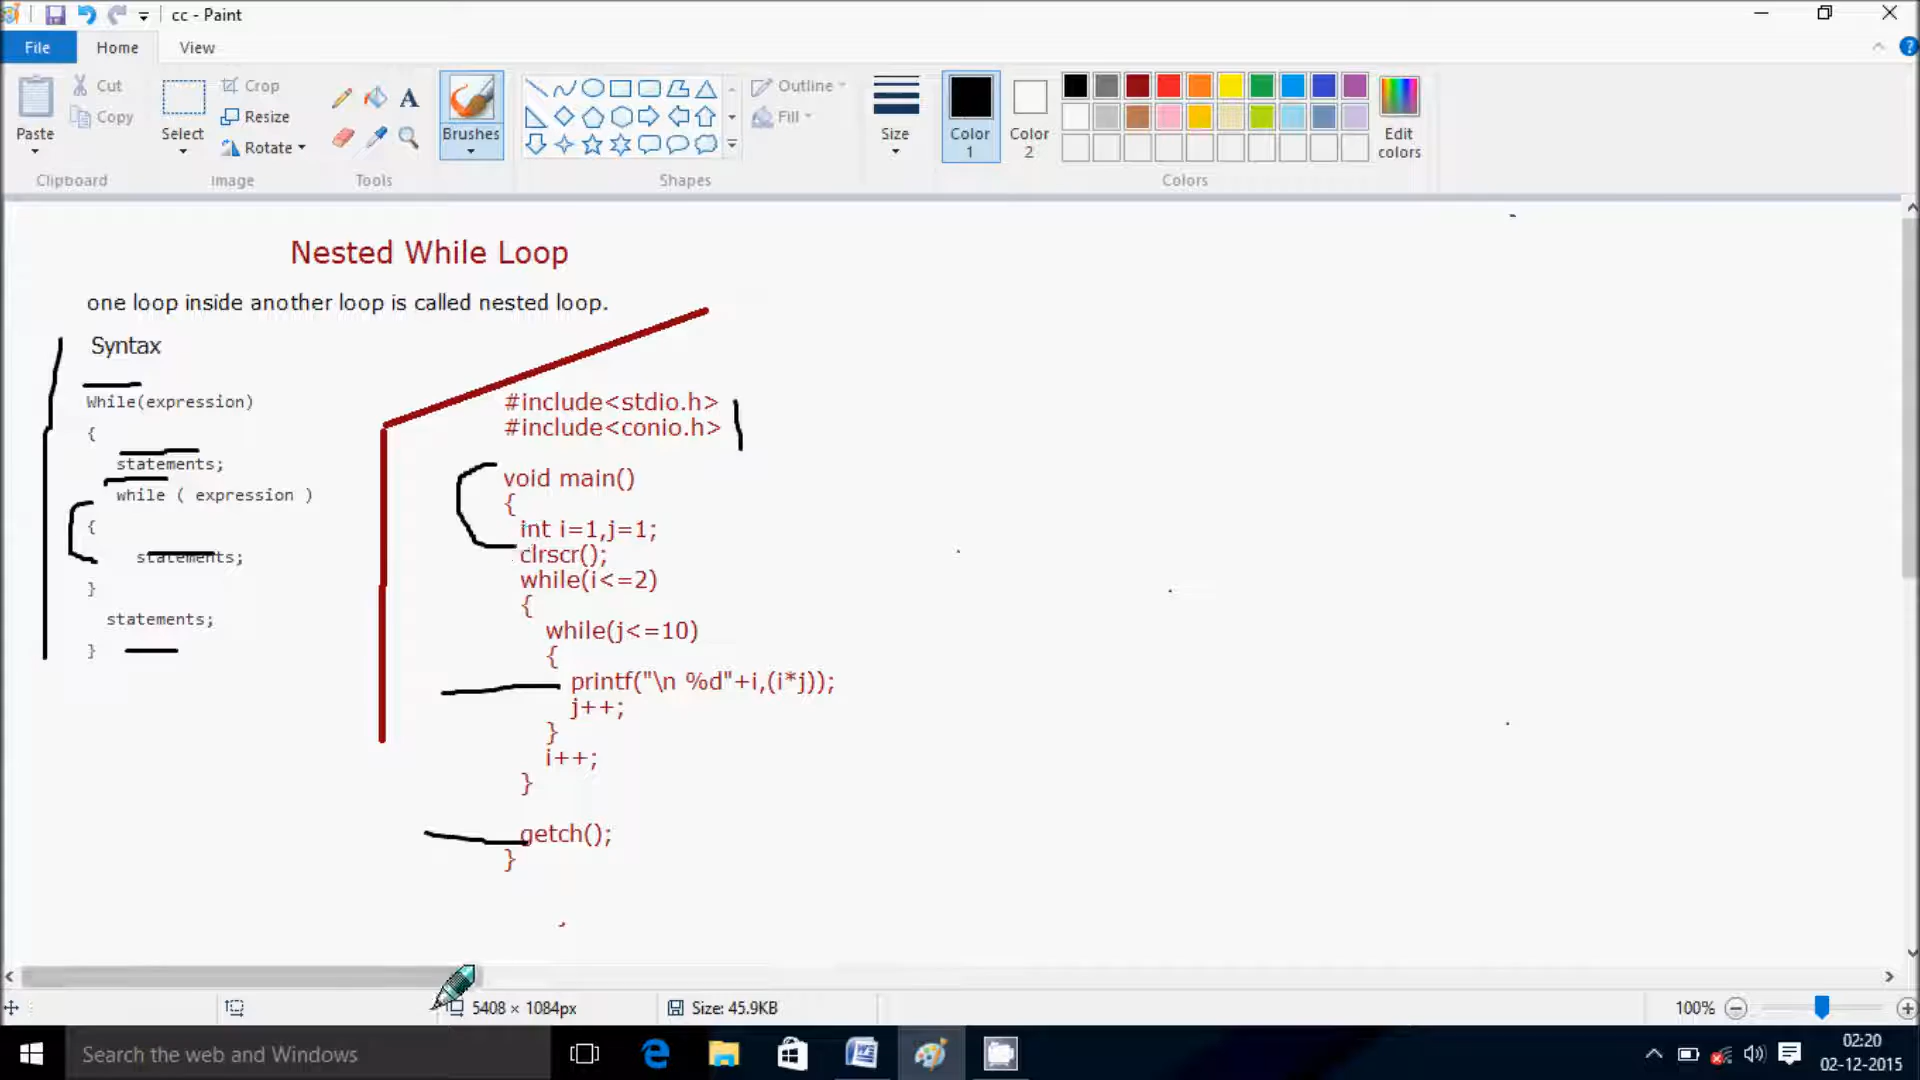 cc - Paint
File Home View
Paste
Cut
Copy
Clipboard
Select
Crop
Resize
Rotate
Image
A
Tools
Brushes
Outline
Fill
Shapes
Size
Color 1
Color 2
Edit colors
Colors
Nested While Loop
one loop inside another loop is called nested loop.
Syntax
While(expression)
{
statements;
while ( expression )
{
statements;
}
statements;
}
#include<stdio.h>
#include<conio.h>
void main()
{
int i=1,j=1;
clrscr();
while(i<=2)
{
while(j<=10)
{
printf("\n %d"+i,(i*j));
j++;
}
i++;
}
getch();
}
5408 × 1084px
Size: 45.9KB
100%
Search the web and Windows
02:20
02-12-2015